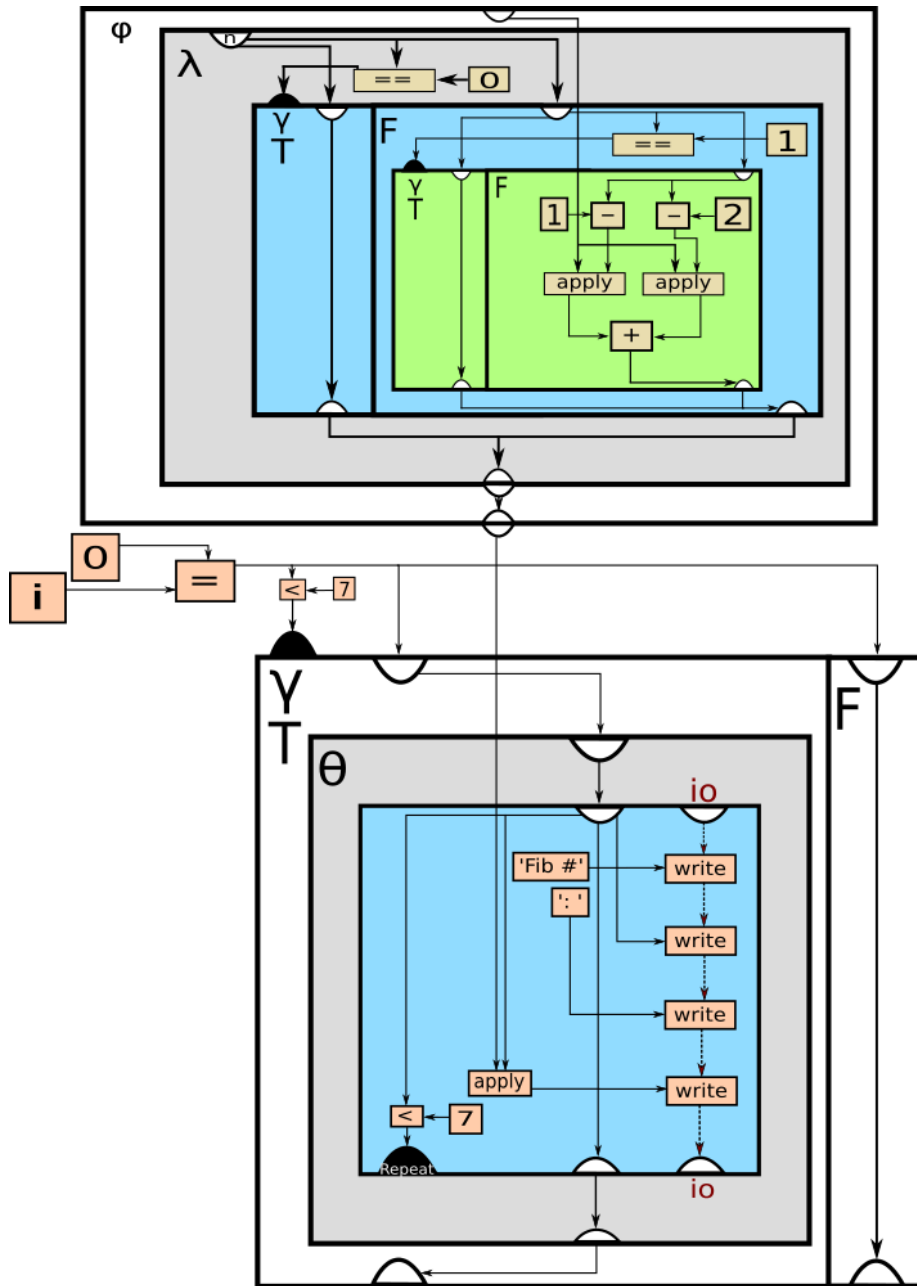 φ
n
λ
==
0
γ
T
F
==
1
γ
T
F
1
−
−
2
apply
apply
+
0
i
=
<
7
γ
T
F
θ
io
'Fib #'
write
': '
write
write
apply
write
<
7
Repeat
io